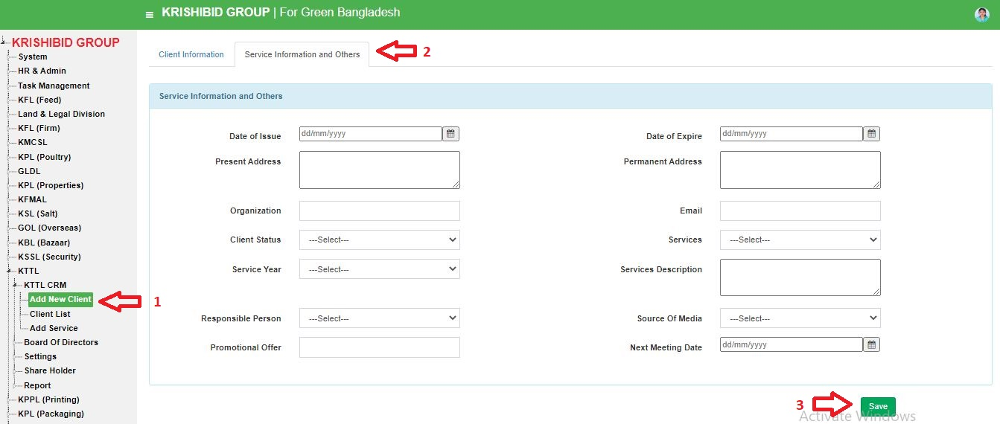 KRISHIBID GROUP | For Green Bangladesh
KRISHIBID GROUP
System
HR & Admin
Task Management
KFL (Feed)
Land & Legal Division
KFL (Firm)
KMCSL
KPL (Poultry)
GLDL
KPL (Properties)
KFMAL
KSL (Salt)
GOL (Overseas)
KBL (Bazaar)
KSSL (Security)
KTTL
KTTL CRM
Add New Client
1
Client List
Add Service
Board Of Directors
Settings
Share Holder
Report
KPPL (Printing)
KPL (Packaging)
Client Information
Service Information and Others
2
Service Information and Others
Date of Issue dd/mm/yyyy
Date of Expire dd/mm/yyyy
Present Address
Permanent Address
Organization
Email
Client Status ---Select---
Services ---Select---
Service Year ---Select---
Services Description
Responsible Person ---Select---
Source Of Media ---Select---
Promotional Offer
Next Meeting Date dd/mm/yyyy
3
Save
Activate Windows